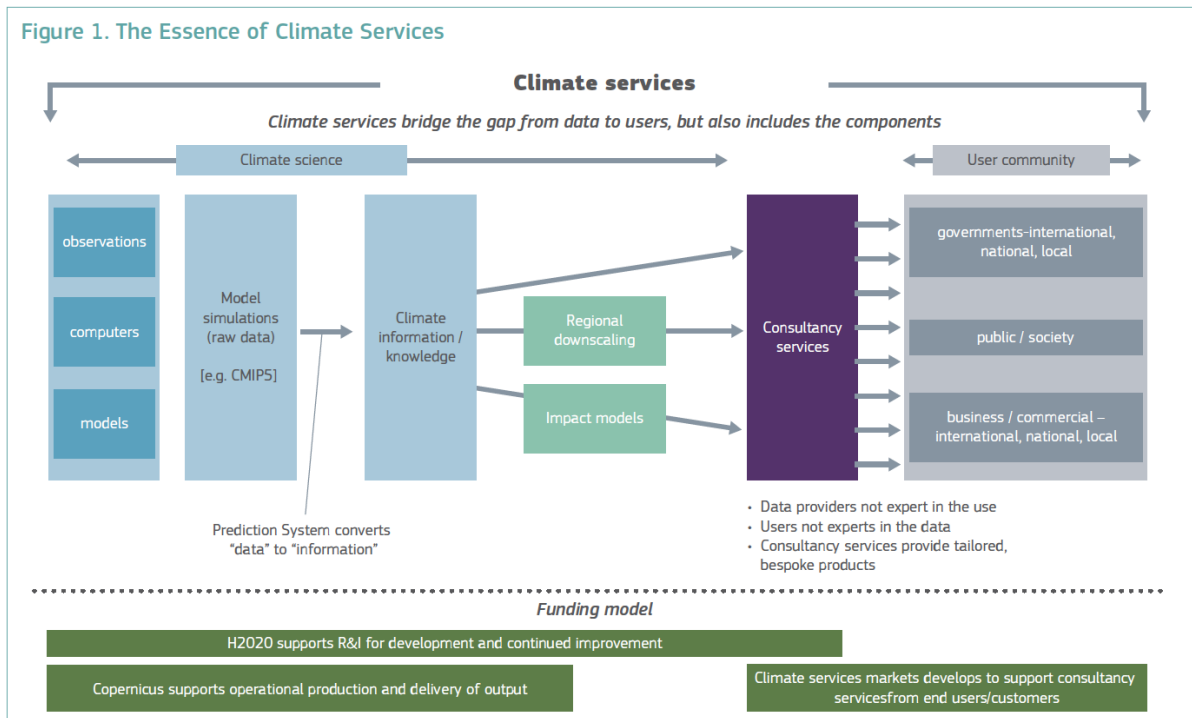 Figure 1. The Essence of Climate Services
Climate services
Climate services bridge the gap from data to users, but also includes the components
Climate science
User community
observations
computers
models
Model
simulations
(raw data)
[e.g. CMIP5]
Climate
information /
knowledge
Regional
downscaling
Impact models
Consultancy
services
governments-international,
national, local
public / society
business / commercial –
international, national, local
Prediction System converts
“data” to “information”
• Data providers not expert in the use
• Users not experts in the data
• Consultancy services provide tailored,
bespoke products
Funding model
H2020 supports R&I for development and continued improvement
Copernicus supports operational production and delivery of output
Climate services markets develops to support consultancy
servicesfrom end users/customers